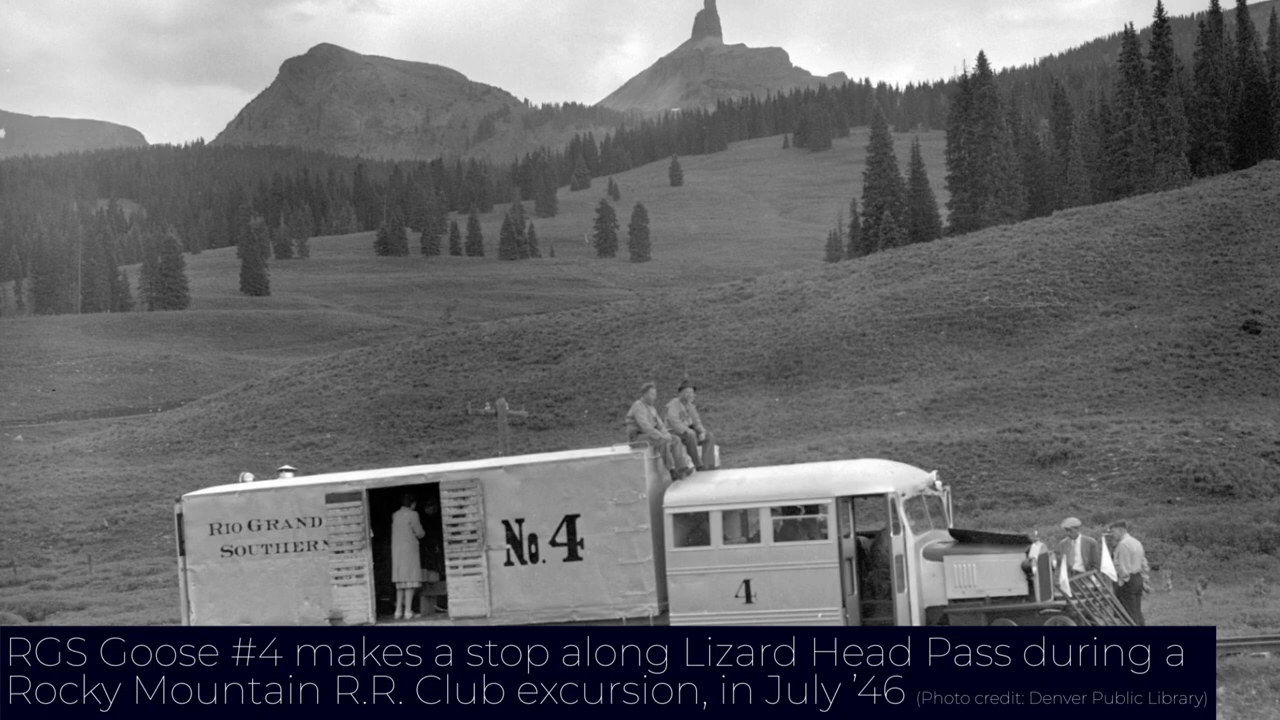 RIO GRAND
SOUTHERN
No. 4
4
RGS Goose #4 makes a stop along Lizard Head Pass during a
Rocky Mountain R.R. Club excursion, in July ’46 (Photo credit: Denver Public Library)